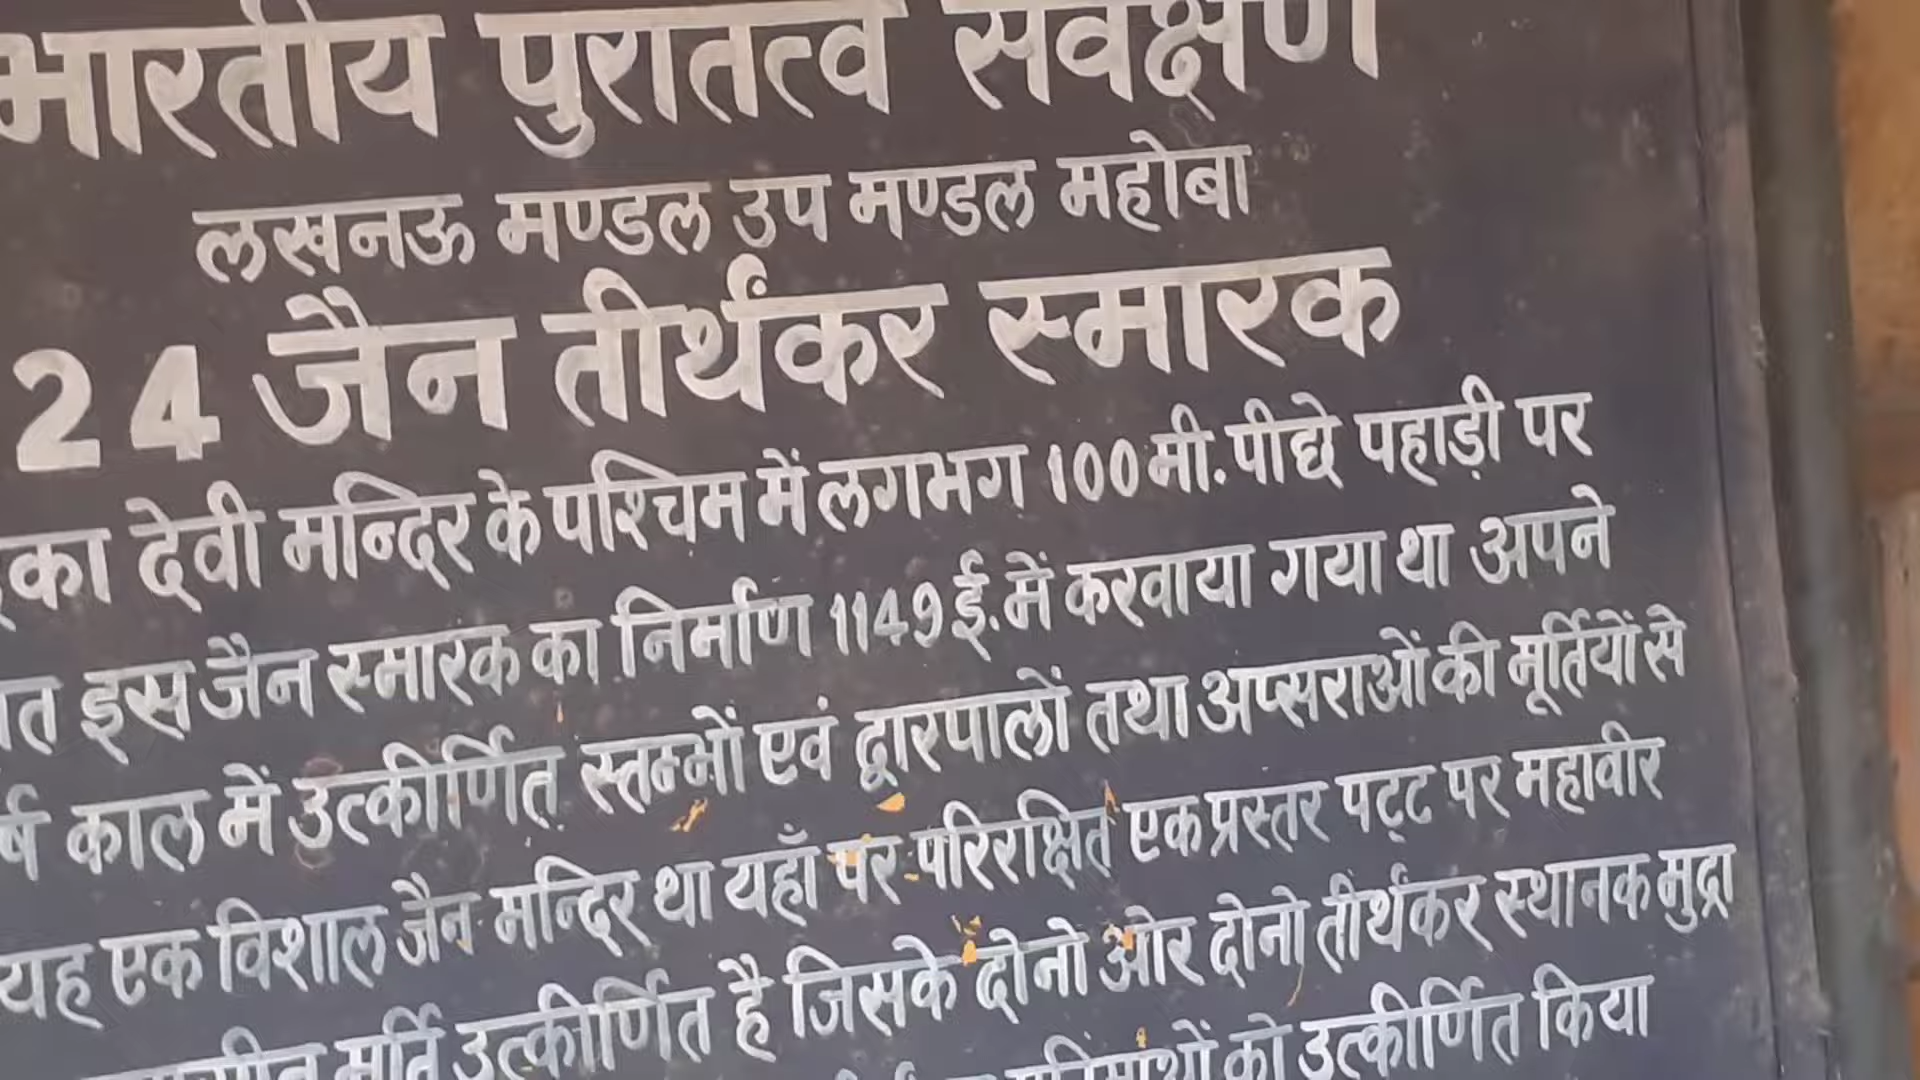 भारतीय पुरातत्व सर्वेक्षण
लखनऊ मण्डल उप मण्डल महोबा
24 जैन तीर्थंकर स्मारक
देवी मन्दिर के पश्चिम में लगभग 100 मी. पीछे पहाड़ी पर
इस जैन स्मारक का निर्माण 1149 ई. में करवाया गया था अपने
काल में उत्कीर्णित स्तम्भों एवं द्वारपालों तथा अप्सराओं की मूर्तियों से
यह एक विशाल जैन मन्दिर था यहाँ पर परिरक्षित एक प्रस्तर पट्ट पर महावीर
मूर्ति उत्कीर्णित है जिसके दोनो ओर दोनो तीर्थंकर स्थानक मुद्रा
को उत्कीर्णित किया